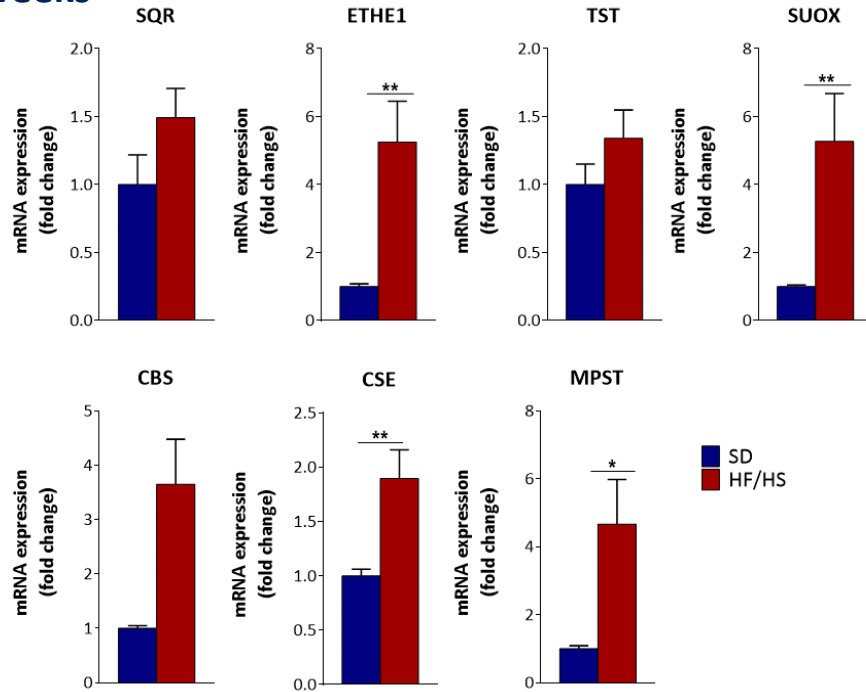 SQR
ETHE1
TST
SUOX
mRNA expression
(fold change)
2.0
1.5
1.0
0.5
0.0
mRNA expression
(fold change)
8
6
4
2
0
**
mRNA expression
(fold change)
2.0
1.5
1.0
0.5
0.0
mRNA expression
(fold change)
8
6
4
2
0
**
CBS
CSE
MPST
mRNA expression
(fold change)
5
4
3
2
1
0
mRNA expression
(fold change)
2.5
2.0
1.5
1.0
0.5
0.0
**
mRNA expression
(fold change)
8
6
4
2
0
*
SD
HF/HS